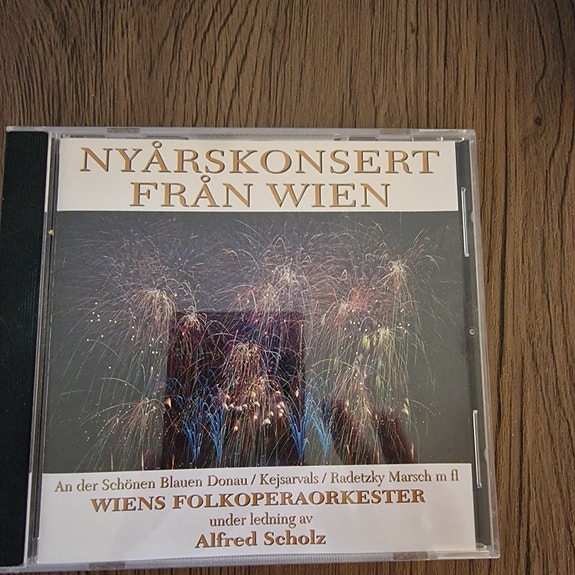 NYÅRSKONSERT
FRÅN WIEN
An der Schönen Blauen Donau / Kejsarvals / Radetzky Marsch m fl
WIENS FOLKOPERAORKESTER
under ledning av
Alfred Scholz